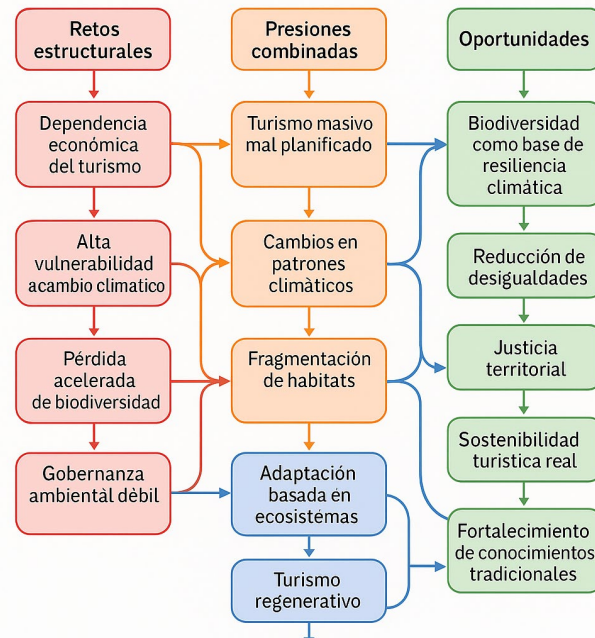 Retos
estructurales
Dependencia
económica
del turismo
Alta
vulnerabilidad
acambio climatico
Pérdida
acelerada
de biodiversidad
Gobernanza
ambientàl dèbil
Presiones
combinadas
Turismo masivo
mal planificado
Cambios en
patrones
climàticos
Fragmentación
de habitats
Adaptación
basada en
ecosistémas
Turismo
regenerativo
Oportunidades
Biodiversidad
como base de
resiliencia
climática
Reducción de
desigualdades
Justicia
territorial
Sostenibilidad
turistica real
Fortalecimiento
de conocimientos
tradicionales